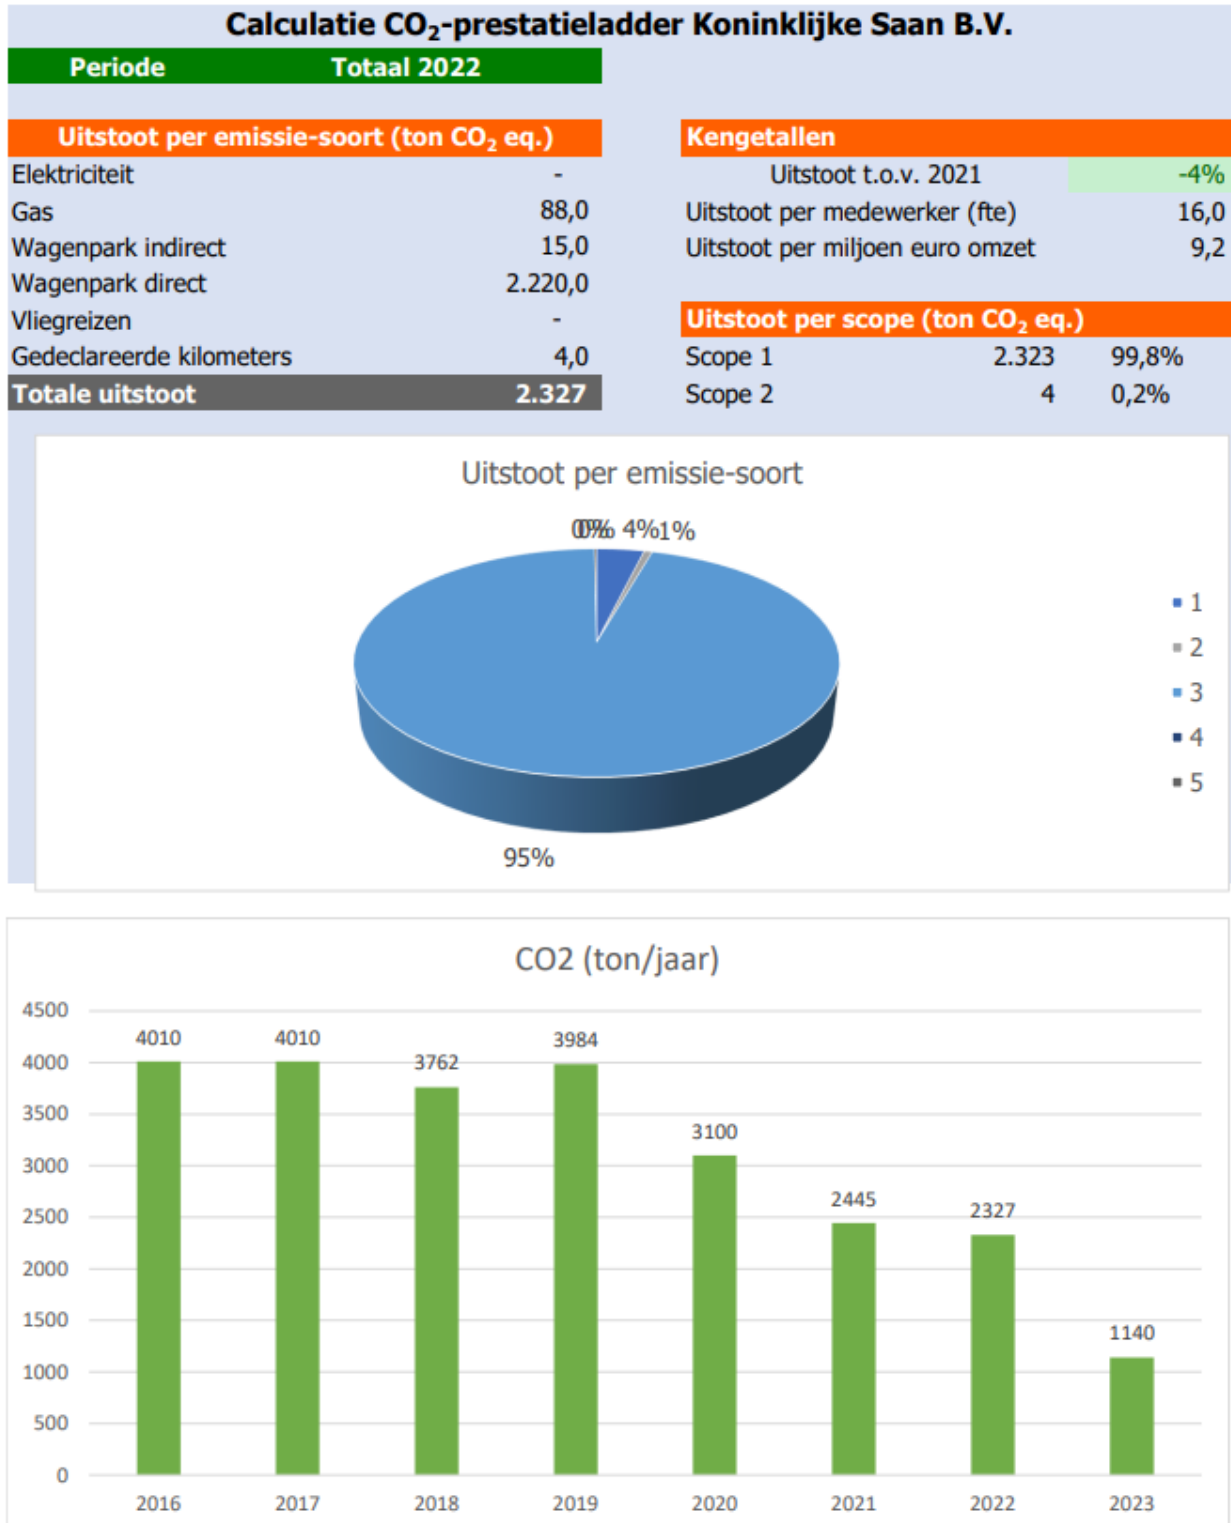 Calculatie CO₂-prestatieladder Koninklijke Saan B.V.
Periode Totaal 2022
Uitstoot per emissie-soort (ton CO₂ eq.)
Elektriciteit -
Gas 88,0
Wagenpark indirect 15,0
Wagenpark direct 2.220,0
Vliegreizen -
Gedeclareerde kilometers 4,0
Totale uitstoot 2.327
Kengetallen
Uitstoot t.o.v. 2021 -4%
Uitstoot per medewerker (fte) 16,0
Uitstoot per miljoen euro omzet 9,2
Uitstoot per scope (ton CO₂ eq.)
Scope 1 2.323 99,8%
Scope 2 4 0,2%
Uitstoot per emissie-soort
0% 0% 4% 1%
95%
1
2
3
4
5
CO2 (ton/jaar)
4500
4000
3500
3000
2500
2000
1500
1000
500
0
4010 4010 3762 3984 3100 2445 2327 1140
2016 2017 2018 2019 2020 2021 2022 2023